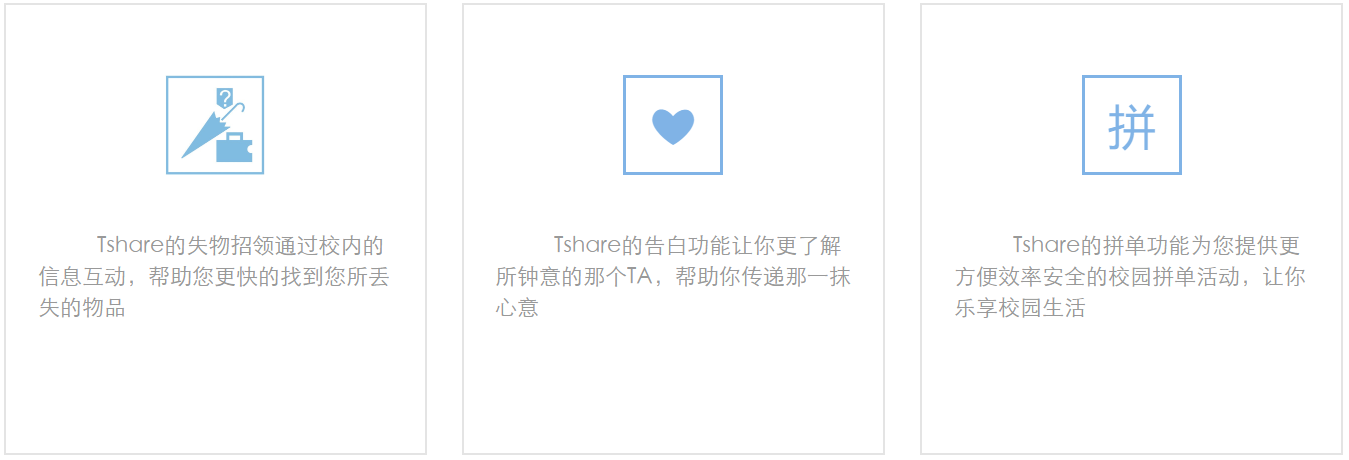 ?
Tshare的失物招领通过校内的
信息互动，帮助您更快的找到您所丢
失的物品
Tshare的告白功能让你更了解
所钟意的那个TA，帮助你传递那一抹
心意
拼
Tshare的拼单功能为您提供更
方便效率安全的校园拼单活动，让你
乐享校园生活